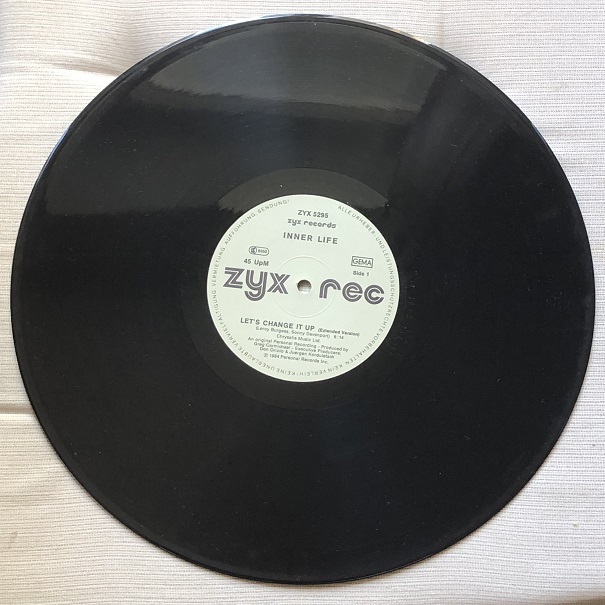 ALLE URHEBER- UND LEISTUNGSSCHUTZRECHTE VORBEHALTEN. KEIN VERLEIH! KEINE UNERLAUBTE VERVIELFÄLTIGUNG, VERMIETUNG, AUFFÜHRUNG, SENDUNG!
ZYX 5295
zyx records
INNER LIFE
45 UpM
GEMA
Side 1
zyx rec
LET'S CHANGE IT UP (Extended Version)
(Leroy Burgess, Sonny Davenport) 6:14
Chrysalis Music Ltd.
An original Personal Recording - Produced by
Greg Carmichael - Executive Producers:
Don Oriolo & Juergen Korduletsch
℗ 1984 Personal Records Inc.